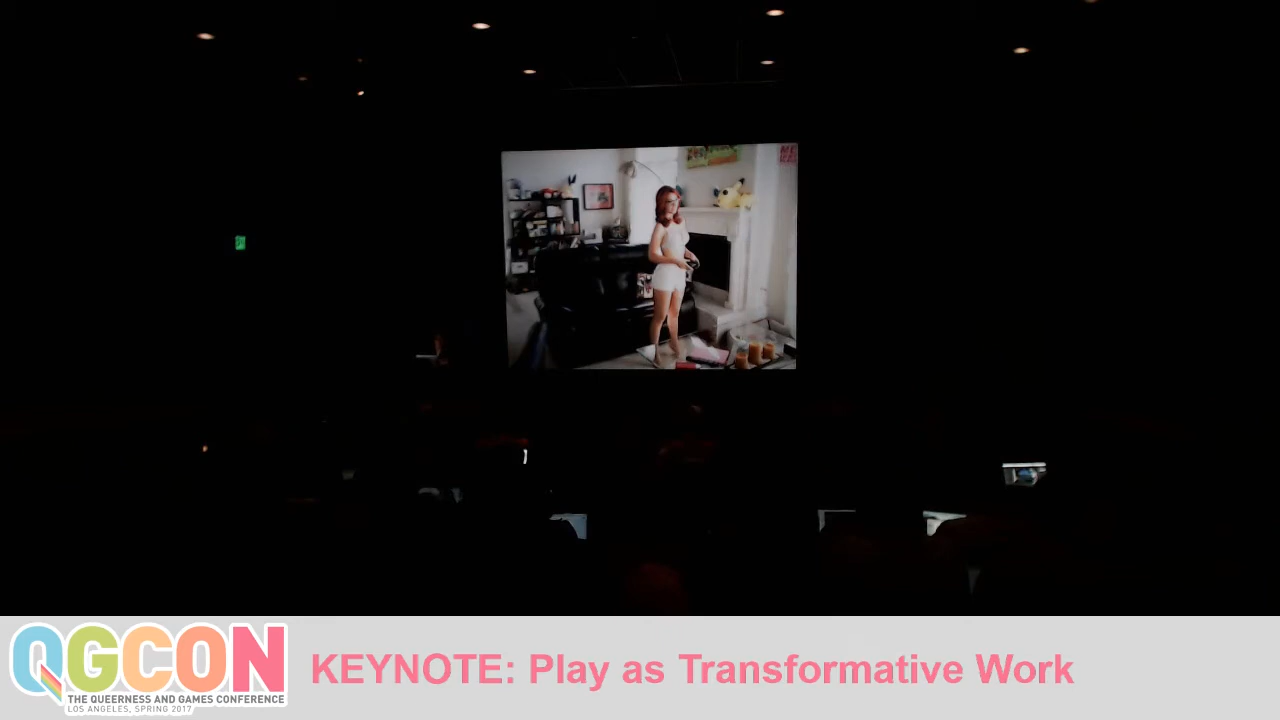 QGCON
THE QUEERNESS AND GAMES CONFERENCE
LOS ANGELES, SPRING 2017
KEYNOTE: Play as Transformative Work